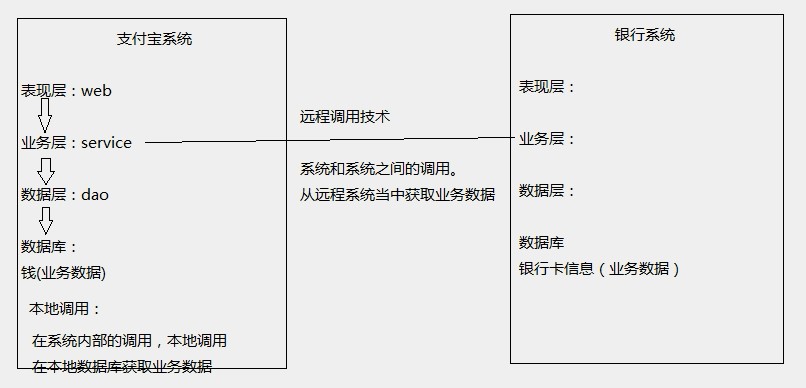 支付宝系统
表现层：web
业务层：service
数据层：dao
数据库：
钱(业务数据)
本地调用：
在系统内部的调用，本地调用
在本地数据库获取业务数据
远程调用技术
系统和系统之间的调用。
从远程系统当中获取业务数据
银行系统
表现层：
业务层：
数据层：
数据库
银行卡信息（业务数据）